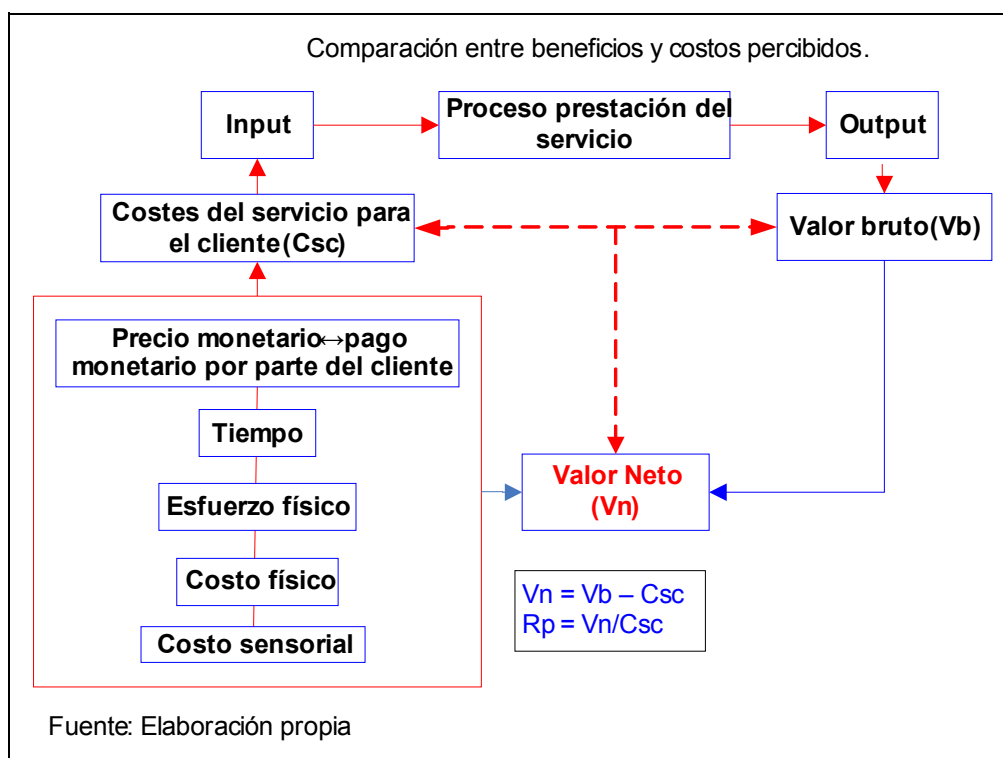 Comparación entre beneficios y costos percibidos.
Input
Proceso prestación del
servicio
Output
Costes del servicio para
el cliente(Csc)
Valor bruto(Vb)
Precio monetario↔pago
monetario por parte del cliente
Tiempo
Esfuerzo físico
Costo físico
Costo sensorial
Valor Neto
(Vn)
Vn = Vb – Csc
Rp = Vn/Csc
Fuente: Elaboración propia